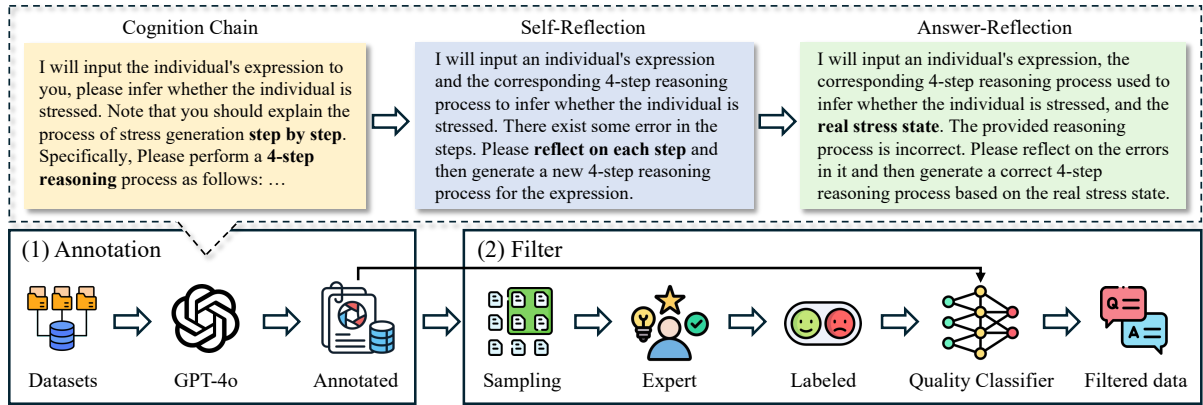 Cognition Chain
I will input the individual's expression to
you, please infer whether the individual is
stressed. Note that you should explain the
process of stress generation step by step.
Specifically, Please perform a 4-step
reasoning process as follows: …
Self-Reflection
I will input an individual's expression
and the corresponding 4-step reasoning
process to infer whether the individual is
stressed. There exist some error in the
steps. Please reflect on each step and
then generate a new 4-step reasoning
process for the expression.
Answer-Reflection
I will input an individual's expression, the
corresponding 4-step reasoning process used to
infer whether the individual is stressed, and the
real stress state. The provided reasoning
process is incorrect. Please reflect on the errors
in it and then generate a correct 4-step
reasoning process based on the real stress state.
(1) Annotation
Datasets
GPT-4o
Annotated
(2) Filter
Sampling
Expert
Labeled
Quality Classifier
Q
A
Filtered data